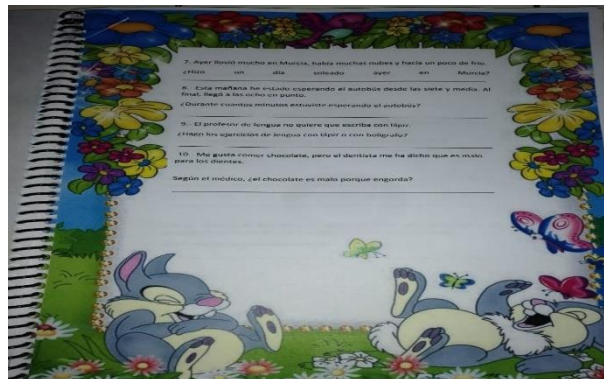 7. Ayer llovió mucho en Murcia, había muchas nubes y hacía un poco de frío.
¿Hizo un día soleado ayer en Murcia?
8. Esta mañana he estado esperando el autobús desde las siete y media. Al
final, llegó a las ocho en punto.
¿Durante cuantos minutos estuviste esperando el autobús?
9.- El profesor de lengua no quiere que escriba con lápiz.
¿Hago los ejercicios de lengua con lápiz o con bolígrafo?
10. Me gusta comer chocolate, pero el dentista me ha dicho que es malo
para los dientes.
Según el médico, ¿el chocolate es malo porque engorda?